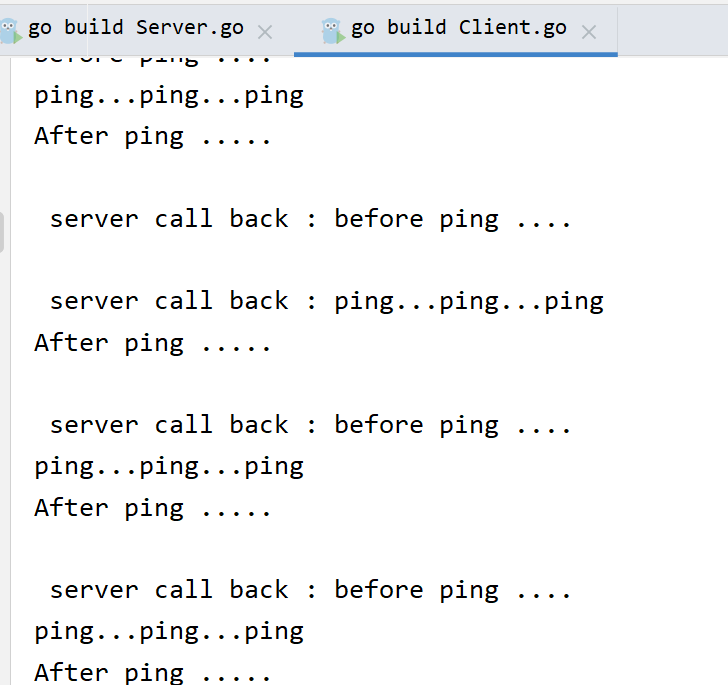 go build Server.go
go build Client.go
before ping ....
ping...ping...ping
After ping .....
server call back : before ping ....
server call back : ping...ping...ping
After ping .....
server call back : before ping ....
ping...ping...ping
After ping .....
server call back : before ping ....
ping...ping...ping
After ping .....